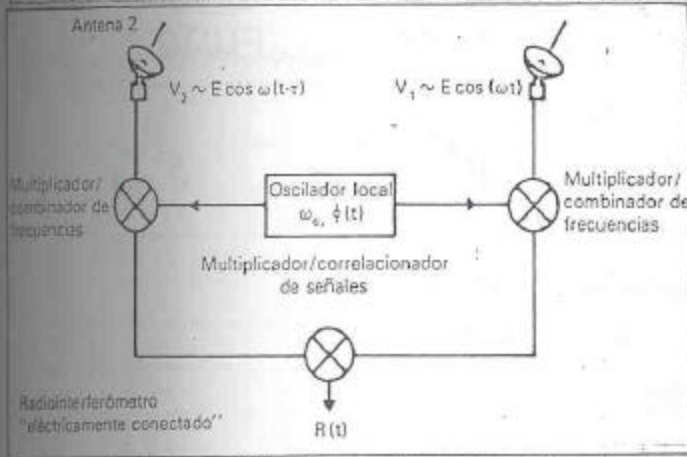 Antena 2
V₂ ~ E cos ω(t-τ)
V₁ ~ E cos (ωt)
Multiplicador/
combinador de
frecuencias
Oscilador local
ω₀, ϕ(t)
Multiplicador/
combinador de
frecuencias
Multiplicador/correlacionador
de señales
Radiointerferómetro
"eléctricamente conectado"
R(t)